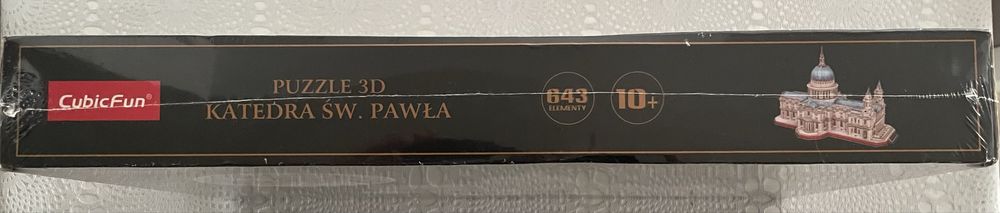 CubicFun®
PUZZLE 3D
KATEDRA ŚW. PAWŁA
643
ELEMENTY
10+